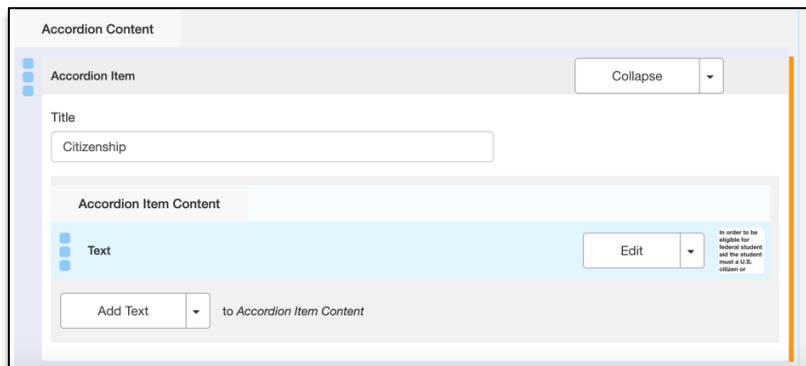 Accordion Content
Accordion Item
Collapse
Title
Citizenship
Accordion Item Content
Text
Edit
In order to be
eligible for
federal student
aid the student
must a U.S.
citizen or
Add Text
to Accordion Item Content